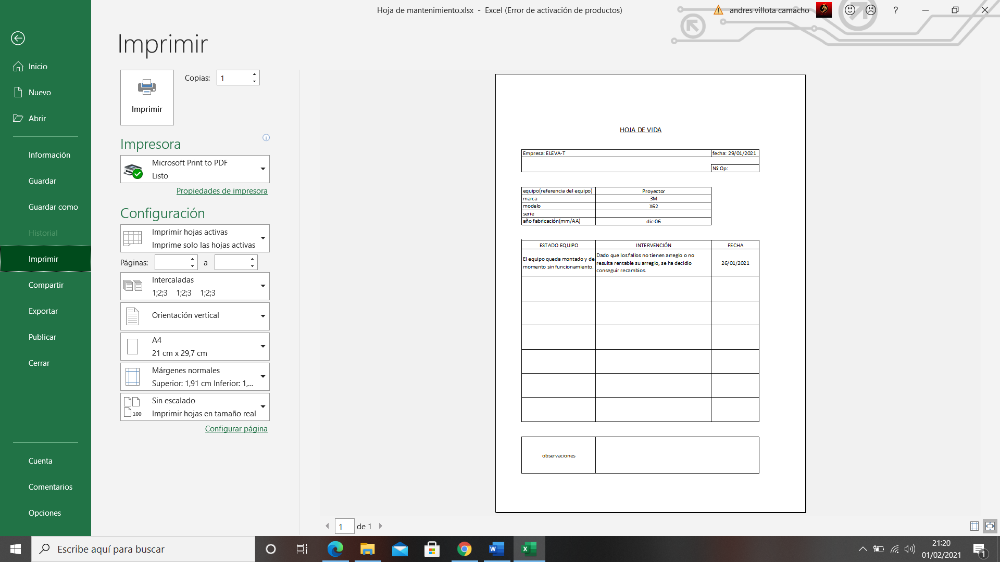 Hoja de mantenimiento.xlsx - Excel (Error de activación de productos)
andres villota camacho
?
Imprimir
Inicio
Nuevo
Abrir
Información
Guardar
Guardar como
Historial
Imprimir
Compartir
Exportar
Publicar
Cerrar
Cuenta
Comentarios
Opciones
Imprimir
Copias: 1
Impresora
Microsoft Print to PDF
Listo
Propiedades de impresora
Configuración
Imprimir hojas activas
Imprime solo las hojas activas
Páginas: a
Intercaladas
1;2;3 1;2;3 1;2;3
Orientación vertical
A4
21 cm x 29,7 cm
Márgenes normales
Superior: 1,91 cm Inferior: 1,...
Sin escalado
100 Imprimir hojas en tamaño real
Configurar página
HOJA DE VIDA
Empresa: ELEVA-T fecha: 29/01/2021
Nº Op:
equipo(referencia del equipo) Proyector
marca 3M
modelo X62
serie
año fabricación(mm/AA) dic-06
ESTADO EQUIPO INTERVENCIÓN FECHA
El equipo queda montado y de momento sin funcionamiento.
Dado que los fallos no tienen arreglo o no
resulta rentable su arreglo, se ha decidio
conseguir recambios.
26/01/2021
observaciones
1 de 1
Escribe aquí para buscar
21:20
01/02/2021
1